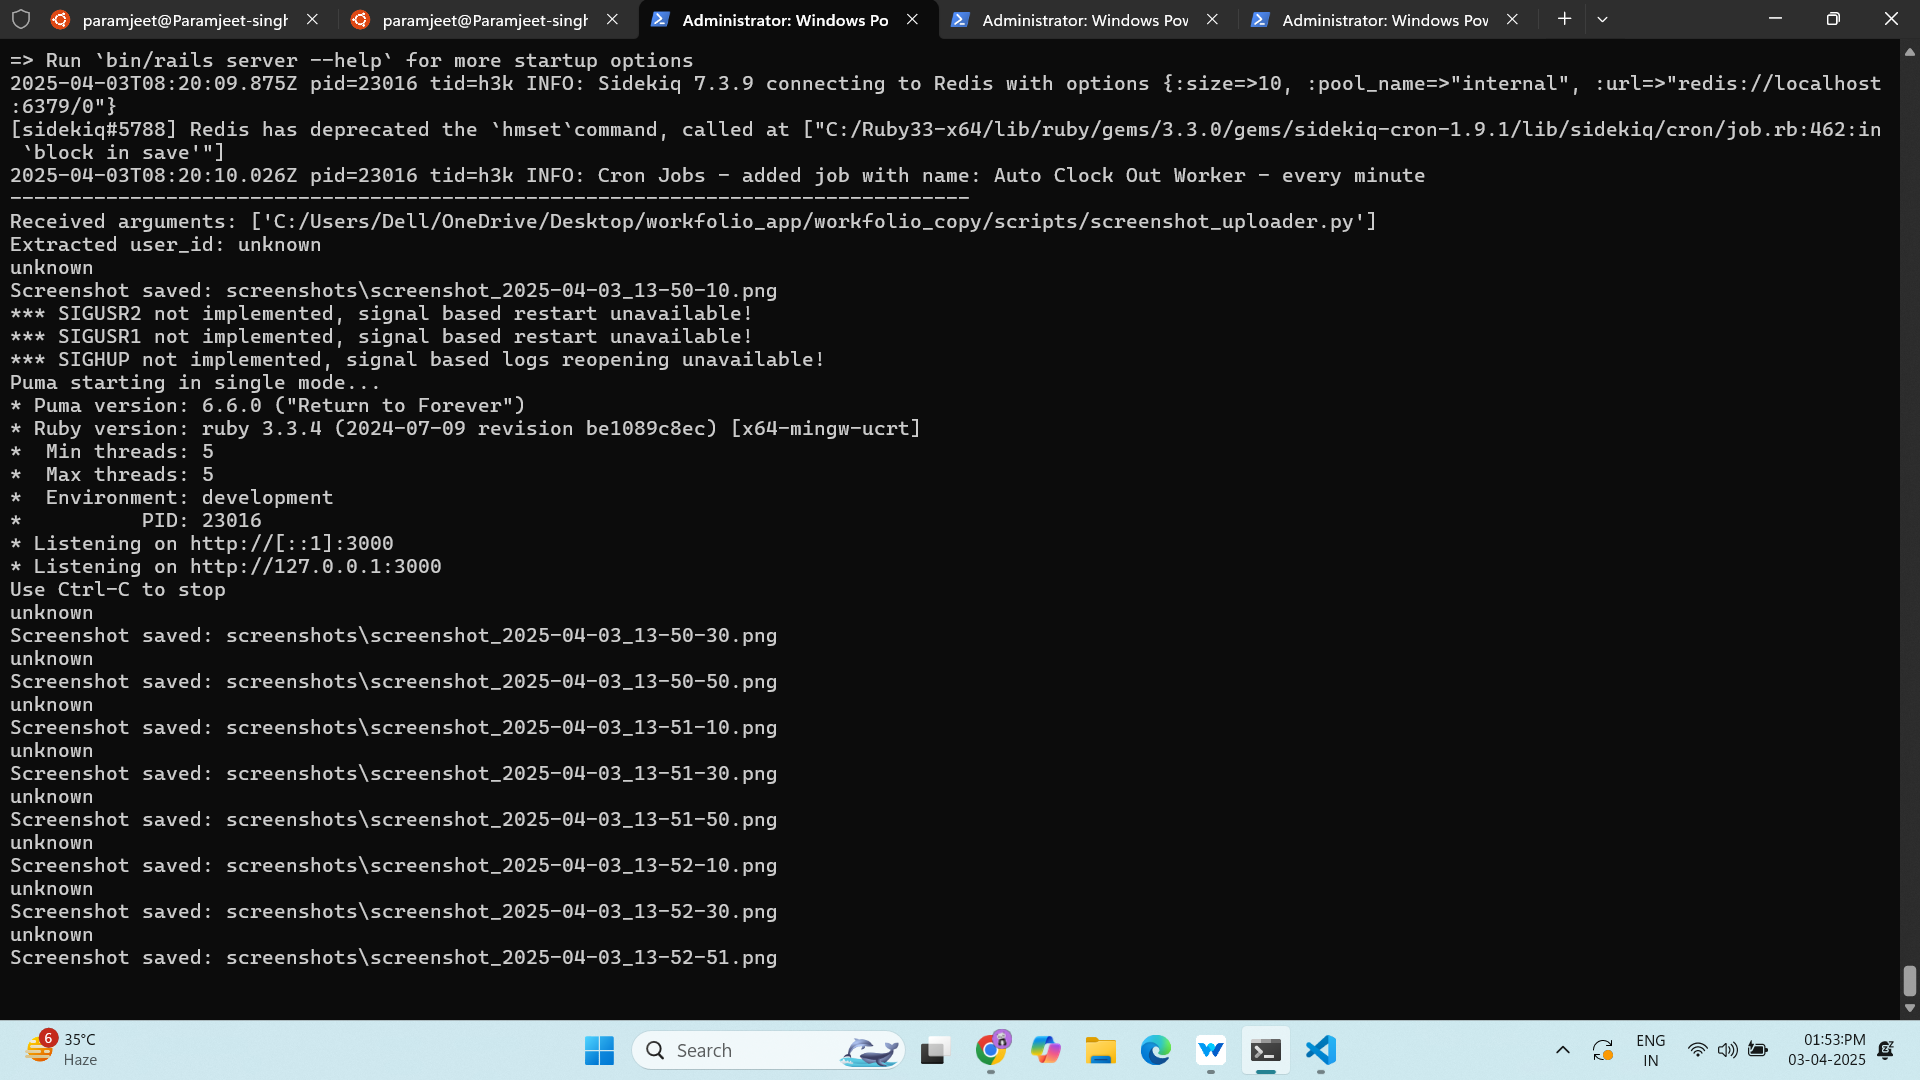 paramjeet@Paramjeet-singh
paramjeet@Paramjeet-singh
Administrator: Windows Po
Administrator: Windows Pow
Administrator: Windows Pow
=> Run `bin/rails server --help` for more startup options
2025-04-03T08:20:09.875Z pid=23016 tid=h3k INFO: Sidekiq 7.3.9 connecting to Redis with options {:size=>10, :pool_name=>"internal", :url=>"redis://localhost
:6379/0"}
[sidekiq#5788] Redis has deprecated the `hmset`command, called at ["C:/Ruby33-x64/lib/ruby/gems/3.3.0/gems/sidekiq-cron-1.9.1/lib/sidekiq/cron/job.rb:462:in
`block in save'"]
2025-04-03T08:20:10.026Z pid=23016 tid=h3k INFO: Cron Jobs - added job with name: Auto Clock Out Worker - every minute
--------------------------------------------------------------------------------
Received arguments: ['C:/Users/Dell/OneDrive/Desktop/workfolio_app/workfolio_copy/scripts/screenshot_uploader.py']
Extracted user_id: unknown
unknown
Screenshot saved: screenshots\screenshot_2025-04-03_13-50-10.png
*** SIGUSR2 not implemented, signal based restart unavailable!
*** SIGUSR1 not implemented, signal based restart unavailable!
*** SIGHUP not implemented, signal based logs reopening unavailable!
Puma starting in single mode...
* Puma version: 6.6.0 ("Return to Forever")
* Ruby version: ruby 3.3.4 (2024-07-09 revision be1089c8ec) [x64-mingw-ucrt]
*  Min threads: 5
*  Max threads: 5
*  Environment: development
*          PID: 23016
* Listening on http://[::1]:3000
* Listening on http://127.0.0.1:3000
Use Ctrl-C to stop
unknown
Screenshot saved: screenshots\screenshot_2025-04-03_13-50-30.png
unknown
Screenshot saved: screenshots\screenshot_2025-04-03_13-50-50.png
unknown
Screenshot saved: screenshots\screenshot_2025-04-03_13-51-10.png
unknown
Screenshot saved: screenshots\screenshot_2025-04-03_13-51-30.png
unknown
Screenshot saved: screenshots\screenshot_2025-04-03_13-51-50.png
unknown
Screenshot saved: screenshots\screenshot_2025-04-03_13-52-10.png
unknown
Screenshot saved: screenshots\screenshot_2025-04-03_13-52-30.png
unknown
Screenshot saved: screenshots\screenshot_2025-04-03_13-52-51.png
6
35°C
Haze
Search
ENG
IN
01:53:PM
03-04-2025